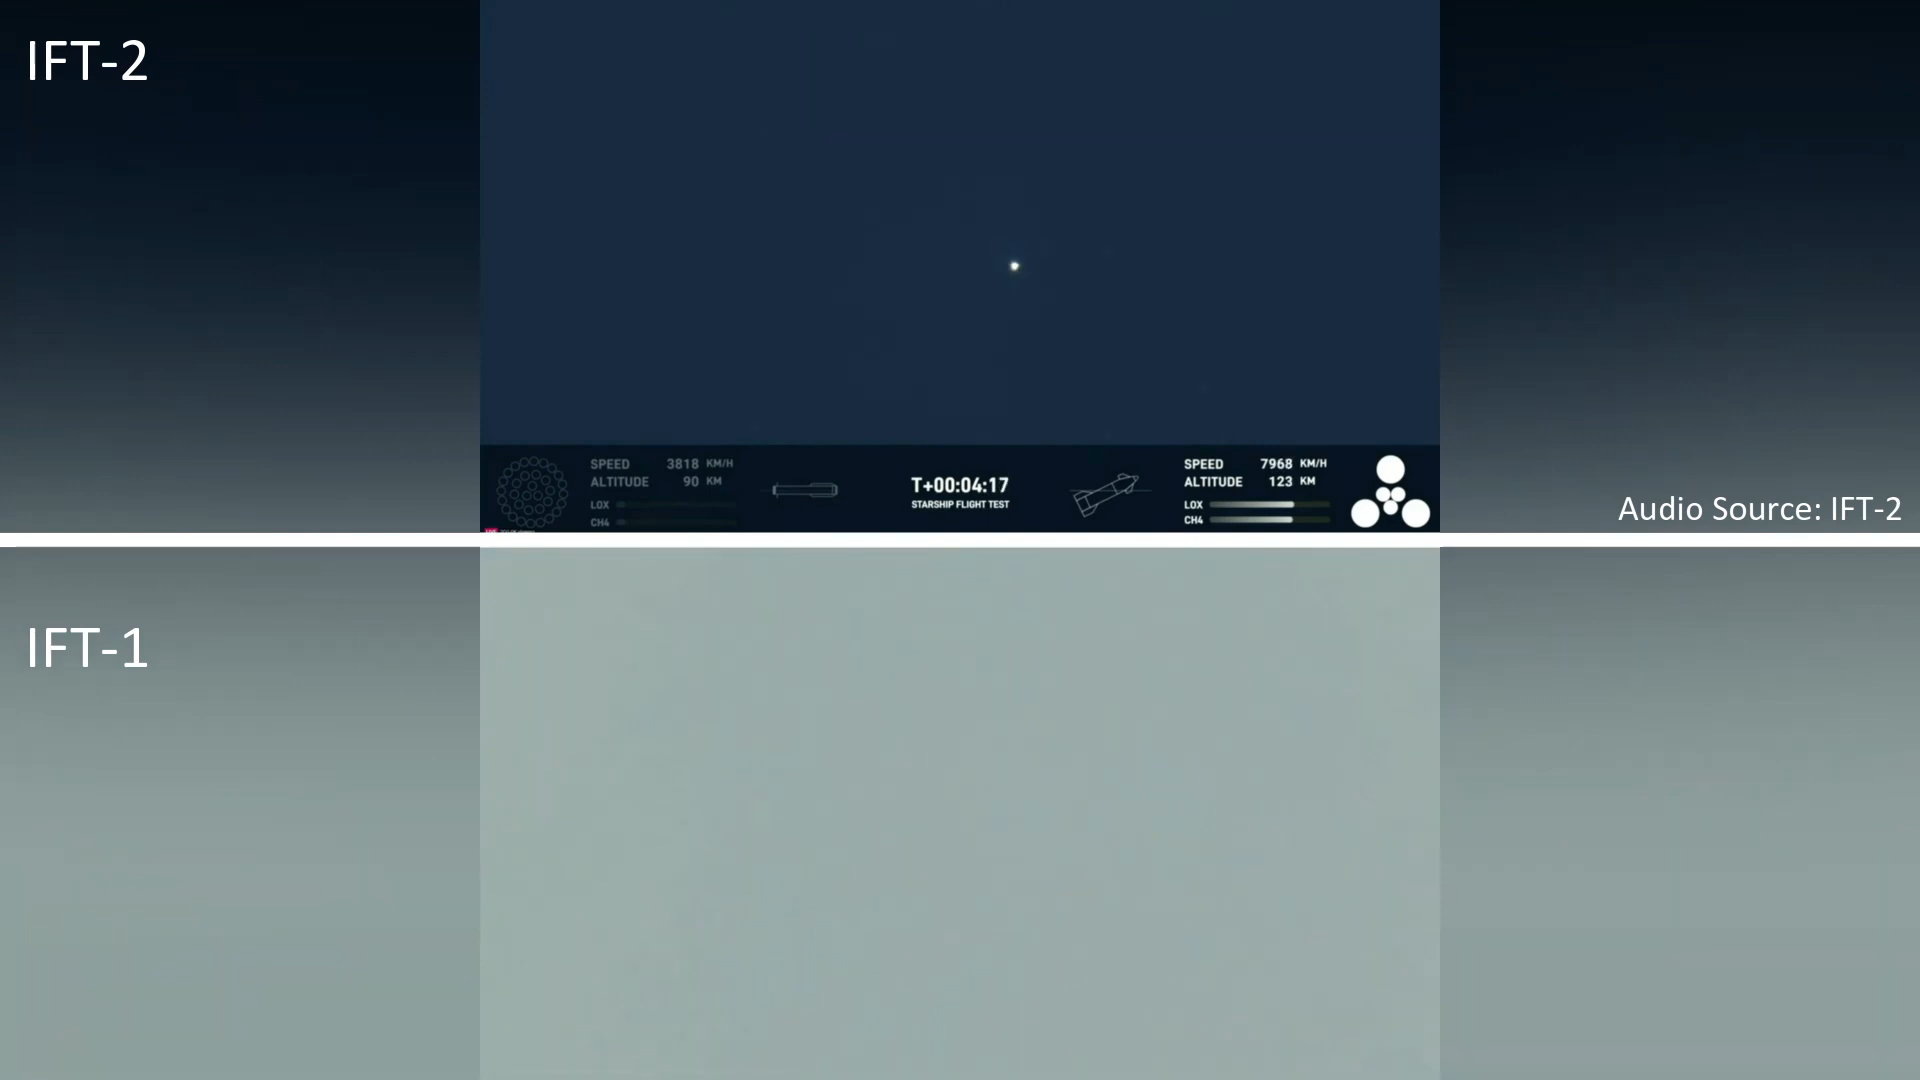 IFT-2
SPEED 3818 KM/H
ALTITUDE 90 KM
LOX
CH4
T+00:04:17
STARSHIP FLIGHT TEST
SPEED 7968 KM/H
ALTITUDE 123 KM
LOX
CH4
Audio Source: IFT-2
IFT-1